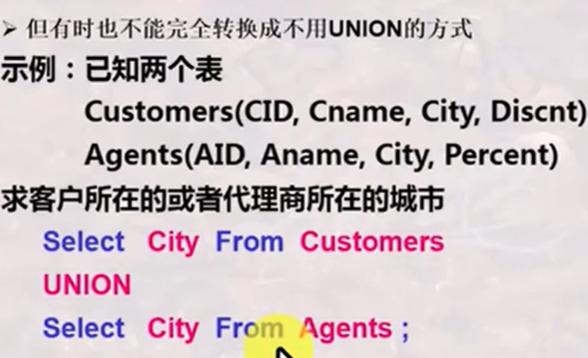 ➢ 但有时也不能完全转换成不用UNION的方式
示例：已知两个表
Customers(CID, Cname, City, Discnt)
Agents(AID, Aname, City, Percent)
求客户所在的或者代理商所在的城市
Select City From Customers
UNION
Select City From Agents ;